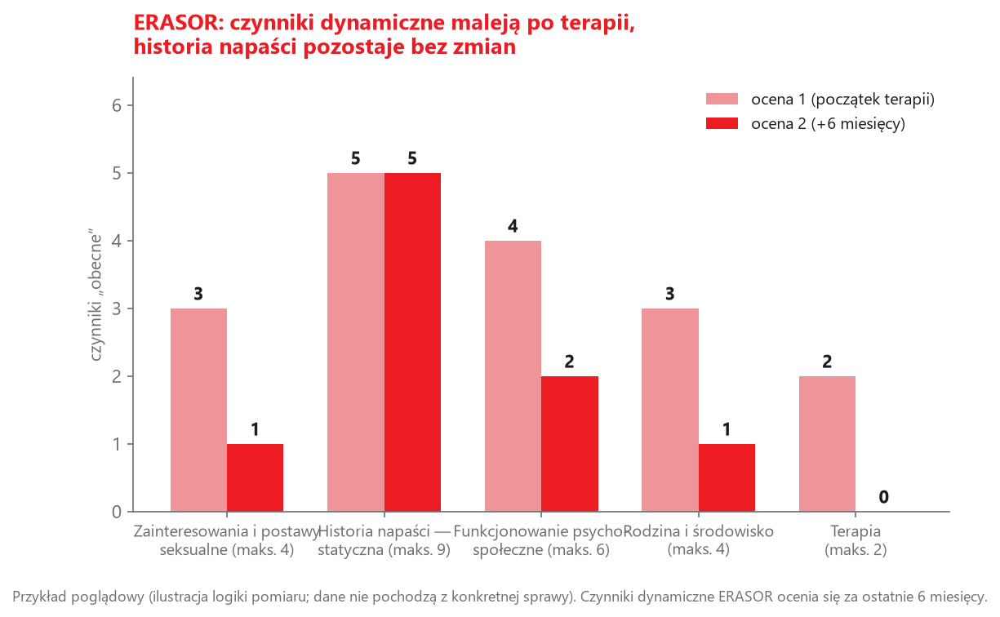 ERASOR: czynniki dynamiczne maleją po terapii,
historia napaści pozostaje bez zmian
ocena 1 (początek terapii)
ocena 2 (+6 miesięcy)
czynniki „obecne”
6
5
4
3
2
1
0
3
1
5
5
4
2
3
1
2
0
Zainteresowania i postawy
seksualne (maks. 4)
Historia napaści —
statyczna (maks. 9)
Funkcjonowanie psycho
społeczne (maks. 6)
Rodzina i środowisko
(maks. 4)
Terapia
(maks. 2)
Przykład poglądowy (ilustracja logiki pomiaru; dane nie pochodzą z konkretnej sprawy). Czynniki dynamiczne ERASOR ocenia się za ostatnie 6 miesięcy.